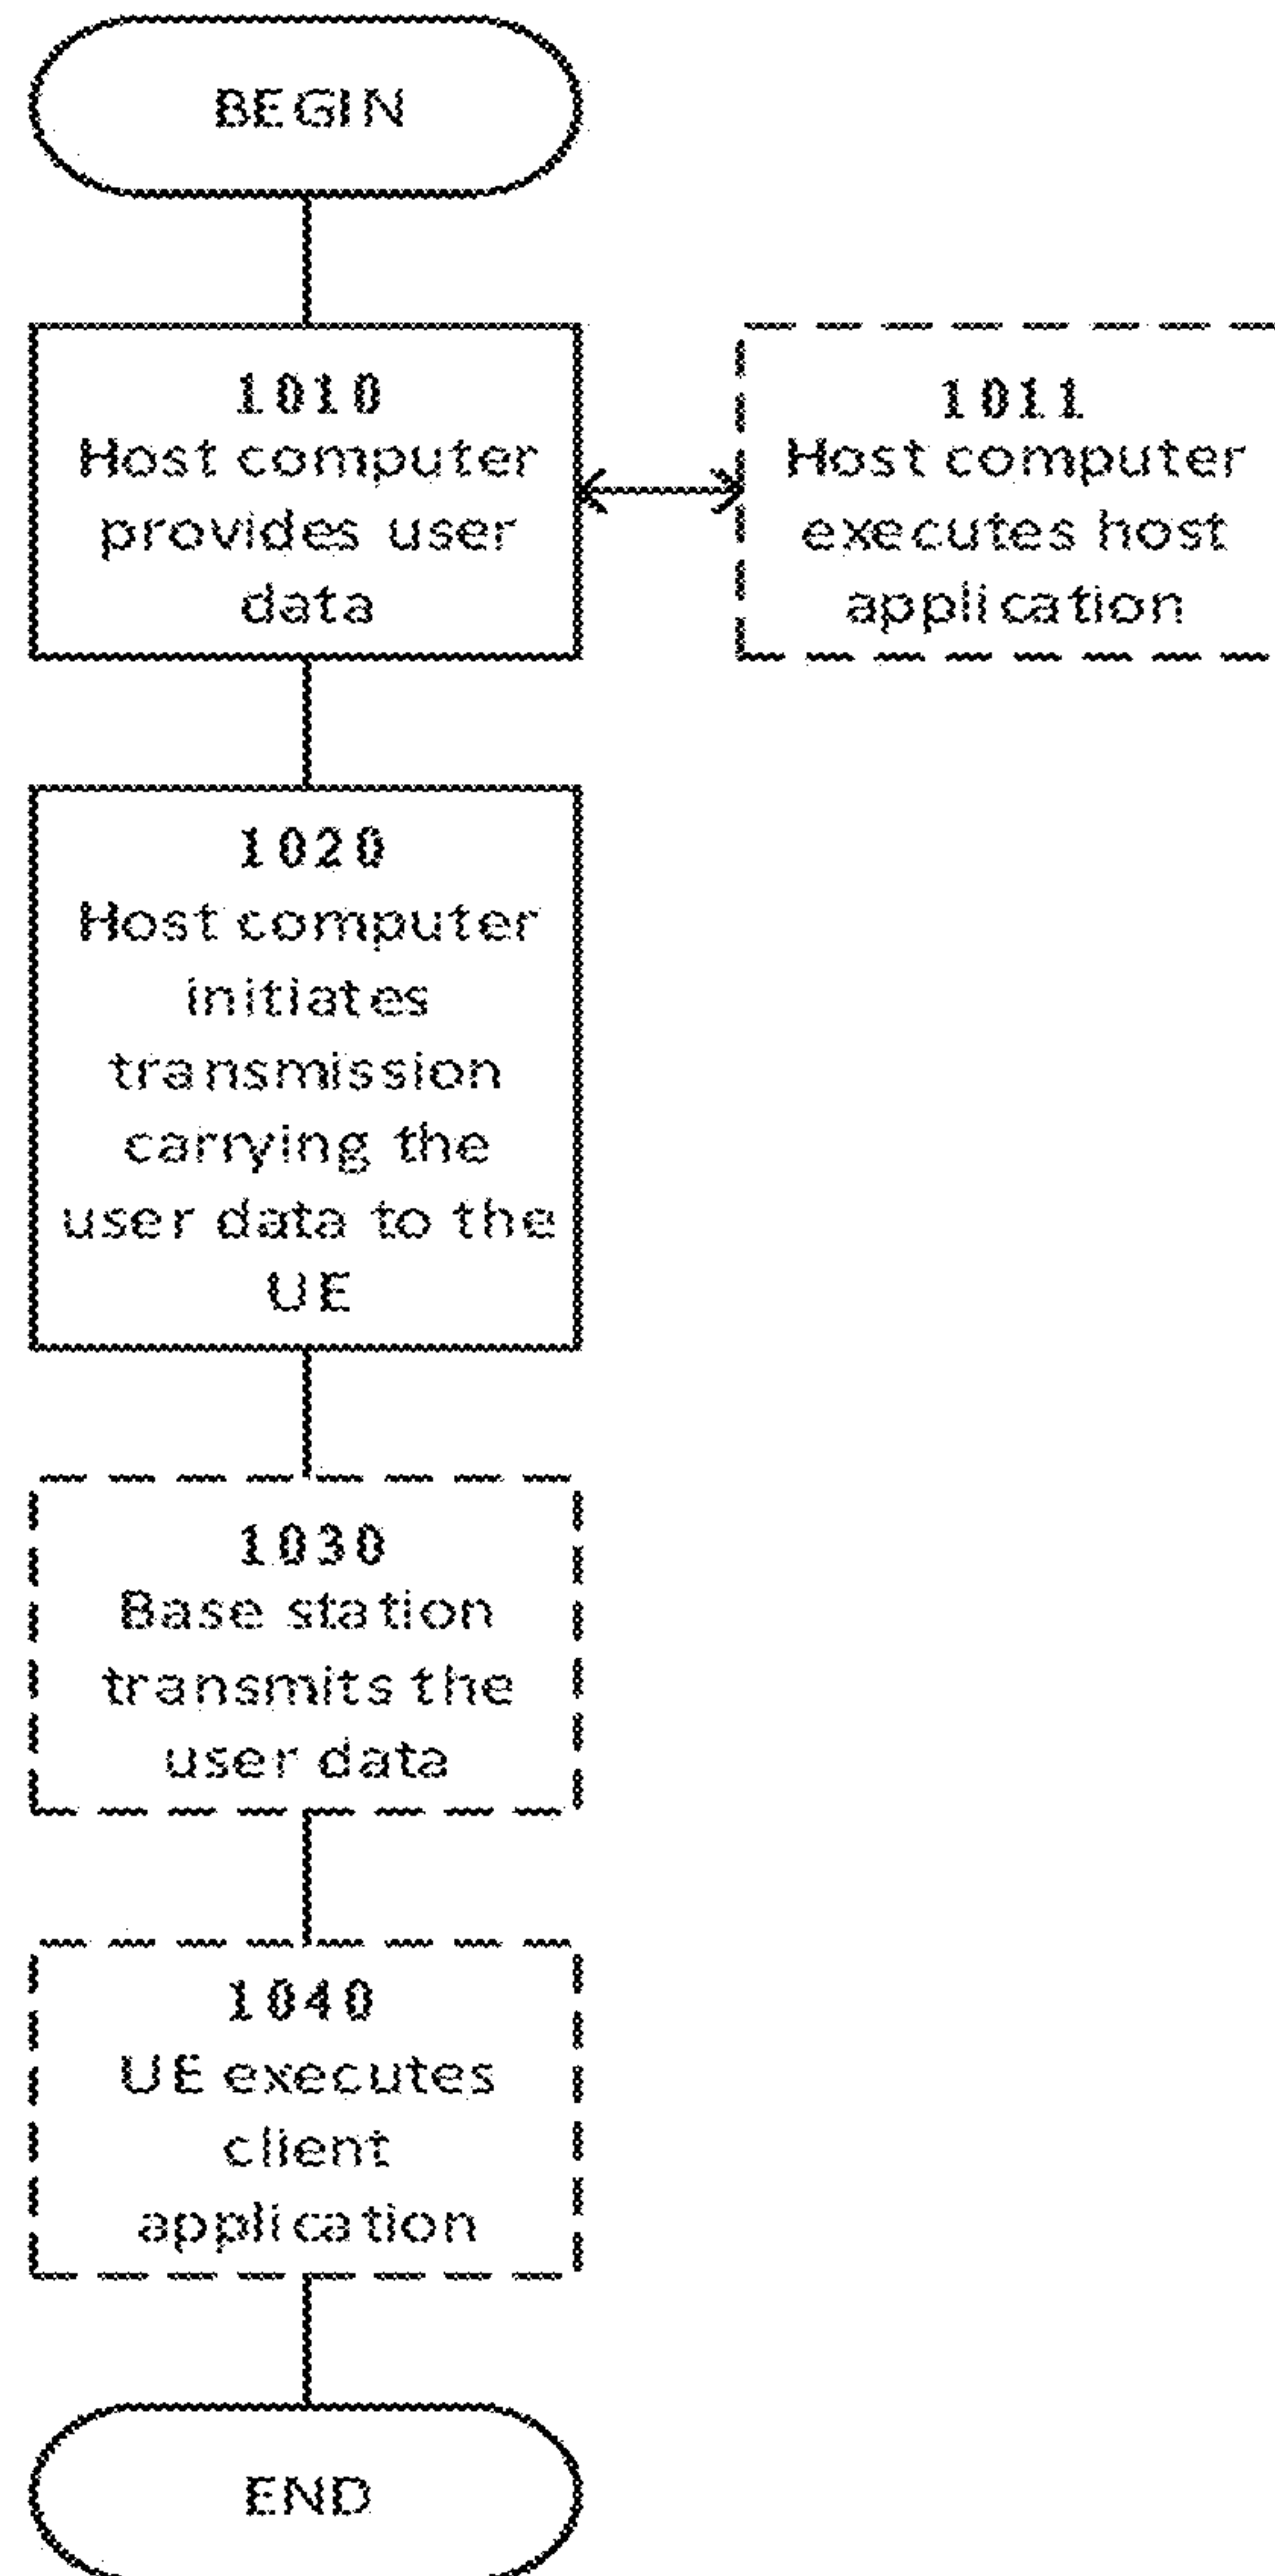 BEGIN
1010
Host computer
provides user
data
1011
Host computer
executes host
application
1020
Host computer
initiates
transmission
carrying the
user data to the
UE
1030
Base station
transmits the
user data
1040
UE executes
client
application
END